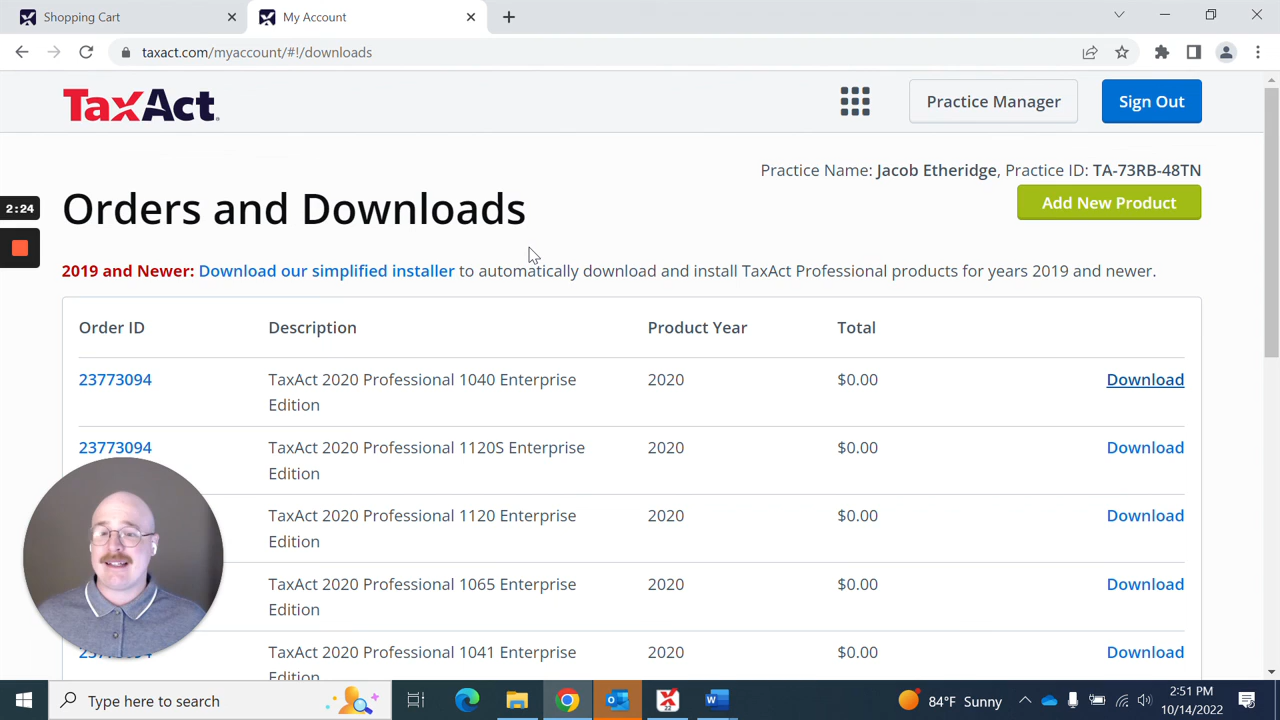 Shopping Cart
My Account
taxact.com/myaccount/#!/downloads
TaxAct®
Practice Manager
Sign Out
Practice Name: Jacob Etheridge, Practice ID: TA-73RB-48TN
2:24
Orders and Downloads
Add New Product
2019 and Newer: Download our simplified installer to automatically download and install TaxAct Professional products for years 2019 and newer.
Order ID Description Product Year Total
23773094 TaxAct 2020 Professional 1040 Enterprise 2020 $0.00 Download
Edition
23773094 TaxAct 2020 Professional 1120S Enterprise 2020 $0.00 Download
Edition
TaxAct 2020 Professional 1120 Enterprise 2020 $0.00 Download
Edition
TaxAct 2020 Professional 1065 Enterprise 2020 $0.00 Download
Edition
TaxAct 2020 Professional 1041 Enterprise 2020 $0.00 Download
Edition
Type here to search
22
84°F Sunny
2:51 PM
10/14/2022